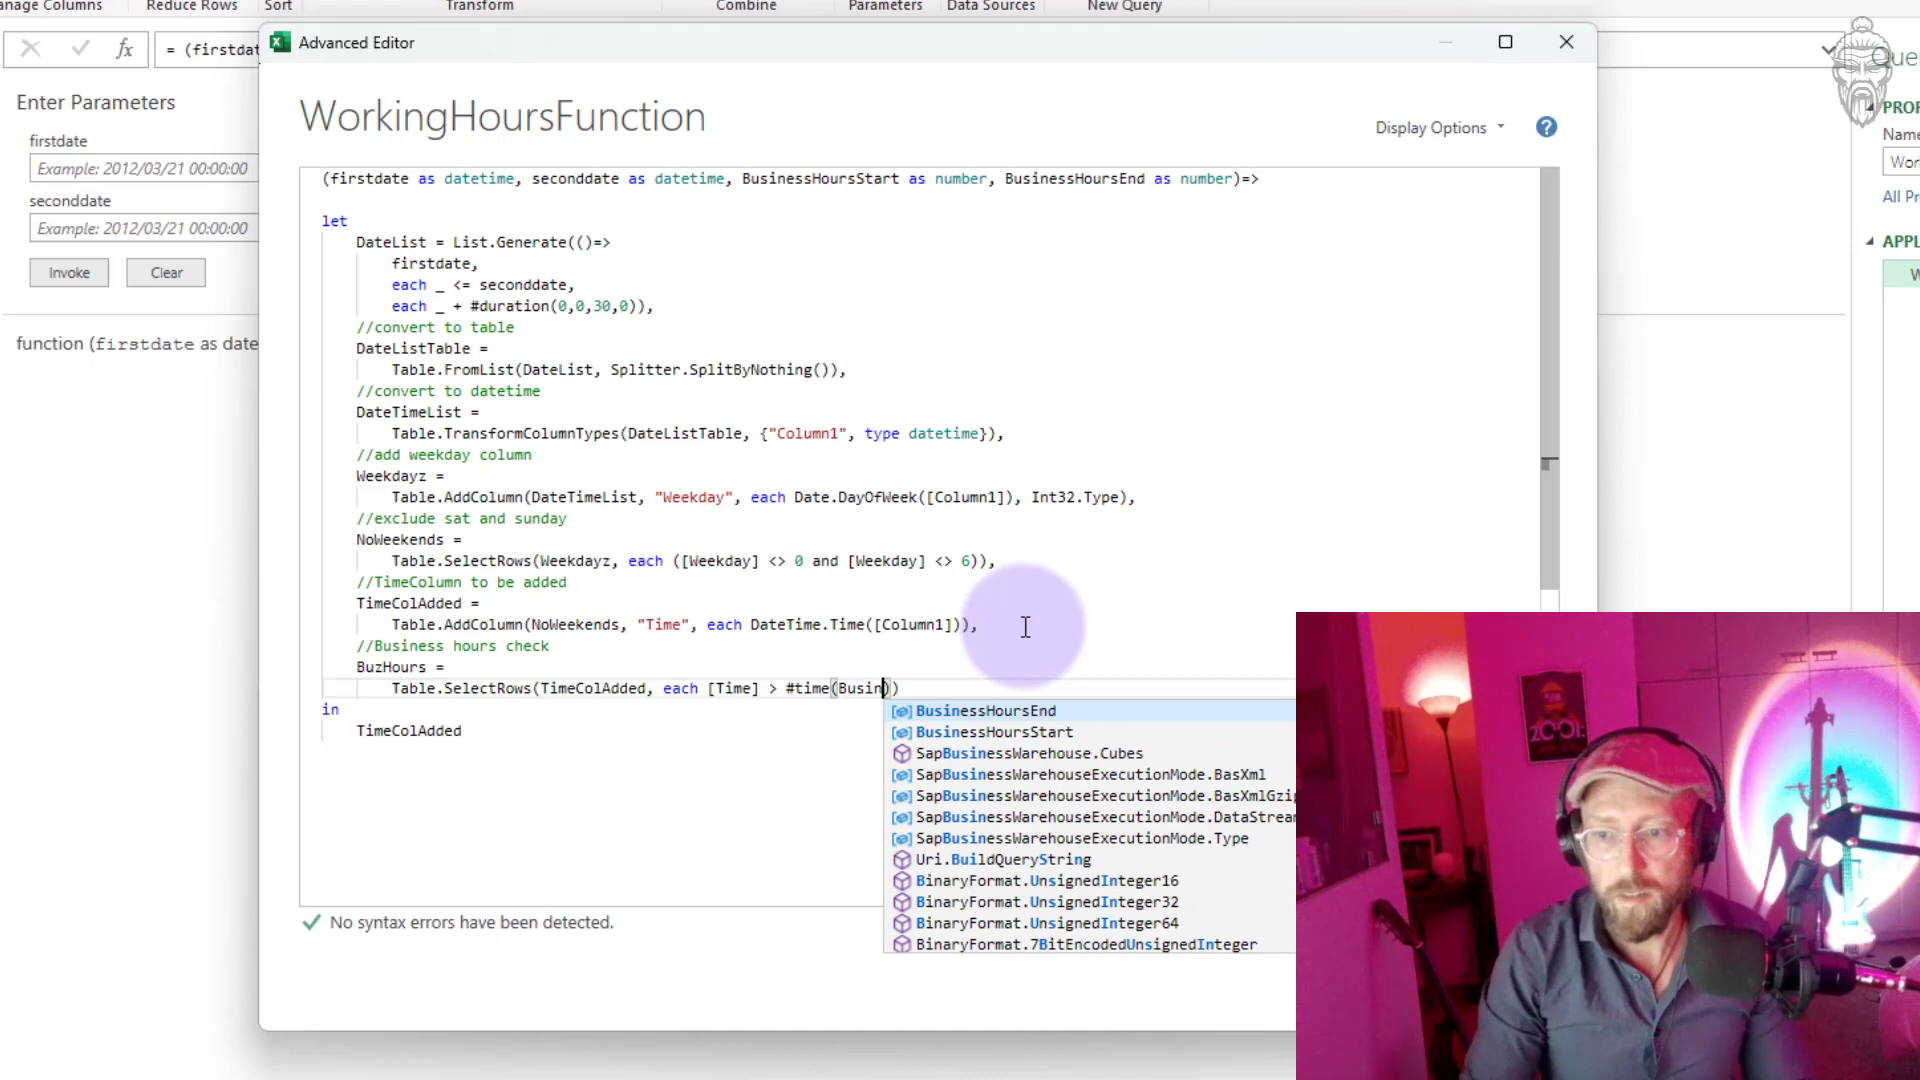 anage Columns
Reduce Rows
Sort
Transform
Combine
Parameters
Data Sources
New Query
fx
= (firstdat
Advanced Editor
Enter Parameters
firstdate
Example: 2012/03/21 00:00:00
seconddate
Example: 2012/03/21 00:00:00
Invoke
Clear
function (firstdate as date
WorkingHoursFunction
Display Options
?
(firstdate as datetime, seconddate as datetime, BusinessHoursStart as number, BusinessHoursEnd as number)=>
let
DateList = List.Generate(()=>
firstdate,
each _ <= seconddate,
each _ + #duration(0,0,30,0)),
//convert to table
DateListTable =
Table.FromList(DateList, Splitter.SplitByNothing()),
//convert to datetime
DateTimeList =
Table.TransformColumnTypes(DateListTable, {"Column1", type datetime}),
//add weekday column
Weekdayz =
Table.AddColumn(DateTimeList, "Weekday", each Date.DayOfWeek([Column1]), Int32.Type),
//exclude sat and sunday
NoWeekends =
Table.SelectRows(Weekdayz, each ([Weekday] <> 0 and [Weekday] <> 6)),
//TimeColumn to be added
TimeColAdded =
Table.AddColumn(NoWeekends, "Time", each DateTime.Time([Column1])),
//Business hours check
BuzHours =
Table.SelectRows(TimeColAdded, each [Time] > #time(Busin))
in
TimeColAdded
BusinessHoursEnd
BusinessHoursStart
SapBusinessWarehouse.Cubes
SapBusinessWarehouseExecutionMode.BasXml
SapBusinessWarehouseExecutionMode.BasXmlGzip
SapBusinessWarehouseExecutionMode.DataStream
SapBusinessWarehouseExecutionMode.Type
Uri.BuildQueryString
BinaryFormat.UnsignedInteger16
BinaryFormat.UnsignedInteger32
BinaryFormat.UnsignedInteger64
BinaryFormat.7BitEncodedUnsignedInteger
No syntax errors have been detected.
Que
PROP
Name
Wor
All Pr
APPL
W
2001: